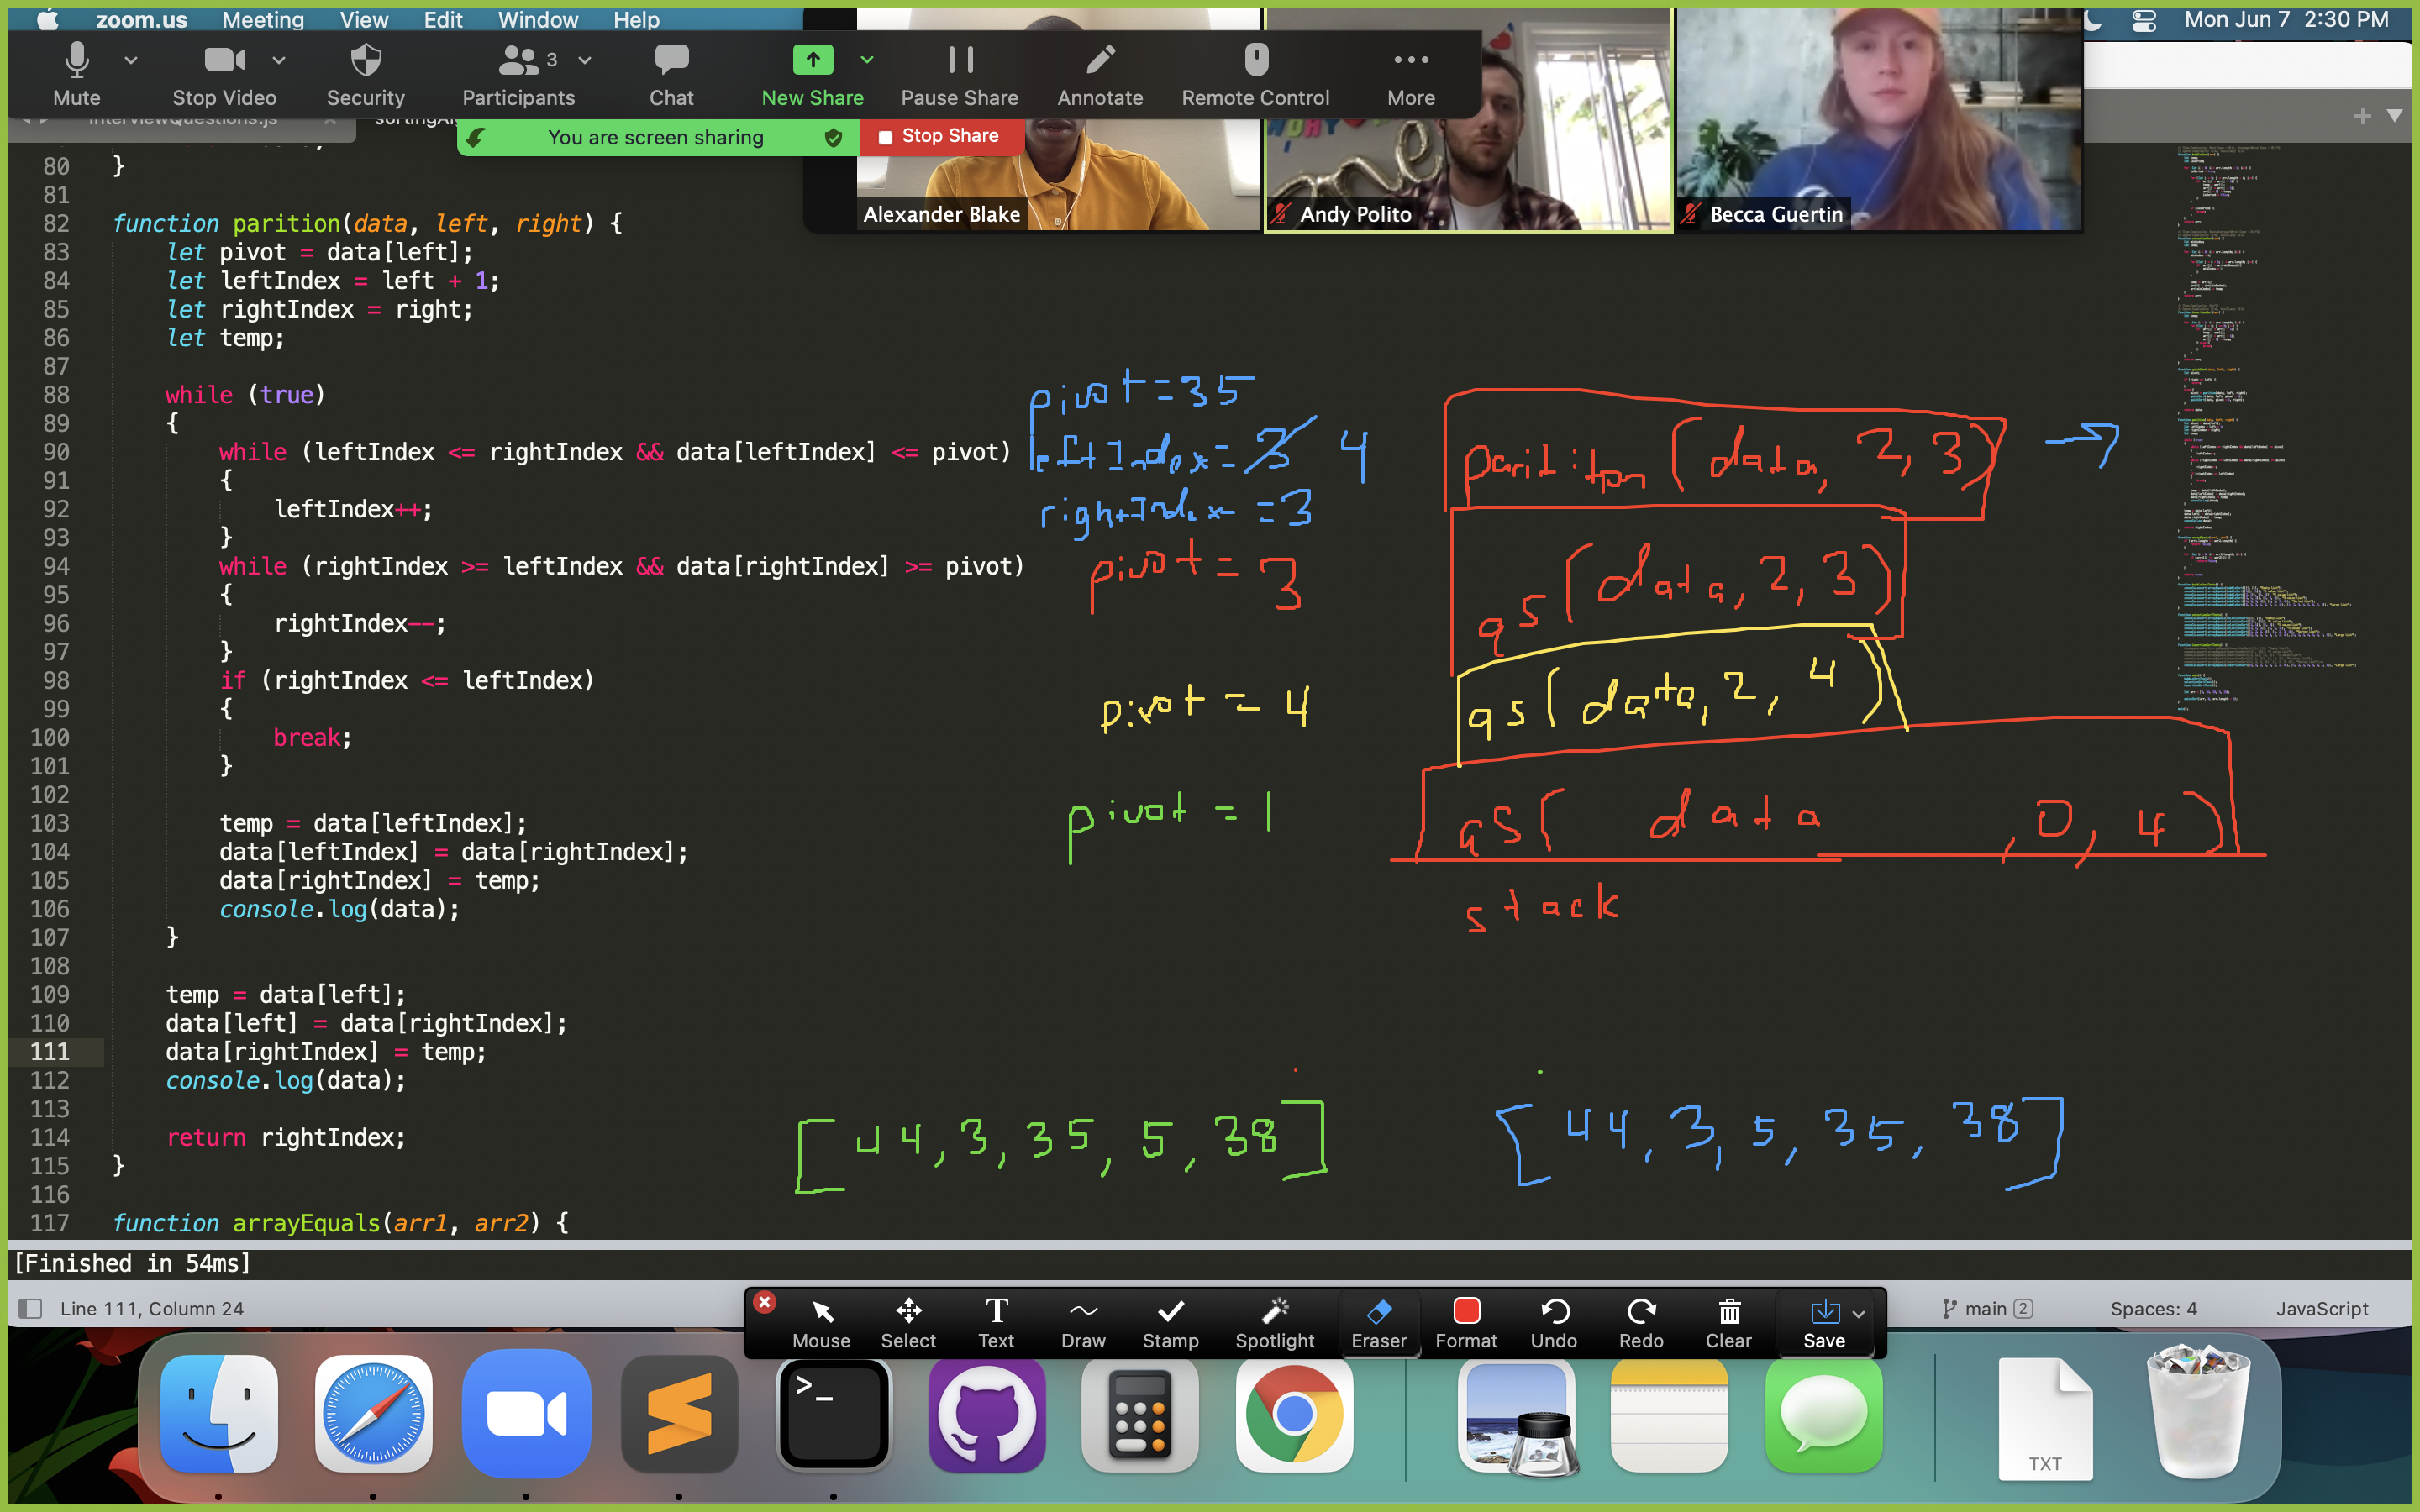 zoom.us Meeting View Edit Window Help
Mon Jun 7 2:30 PM
Mute Stop Video Security Participants 3 Chat New Share Pause Share Annotate Remote Control More
You are screen sharing Stop Share
interviewQuestions.js
Alexander Blake
Andy Polito
Becca Guertin
80 }
81
82 function parition(data, left, right) {
83 let pivot = data[left];
84 let leftIndex = left + 1;
85 let rightIndex = right;
86 let temp;
87
88 while (true)
89 {
90 while (leftIndex <= rightIndex && data[leftIndex] <= pivot)
91 {
92 leftIndex++;
93 }
94 while (rightIndex >= leftIndex && data[rightIndex] >= pivot)
95 {
96 rightIndex--;
97 }
98 if (rightIndex <= leftIndex)
99 {
100 break;
101 }
102
103 temp = data[leftIndex];
104 data[leftIndex] = data[rightIndex];
105 data[rightIndex] = temp;
106 console.log(data);
107 }
108
109 temp = data[left];
110 data[left] = data[rightIndex];
111 data[rightIndex] = temp;
112 console.log(data);
113
114 return rightIndex;
115 }
116
117 function arrayEquals(arr1, arr2) {
pivot = 35
leftIndex = 3 4
rightIndex = 3
pivot = 3
pivot = 4
pivot = 1
parition (data, 2, 3)
qs(data, 2, 3)
qs(data, 2, 4)
qs( data , 0, 4)
stack
[44, 3, 35, 5, 38]
[44, 3, 5, 35, 38]
[Finished in 54ms]
Line 111, Column 24
main 2
Spaces: 4
JavaScript
Mouse Select Text Draw Stamp Spotlight Eraser Format Undo Redo Clear Save
>_
TXT